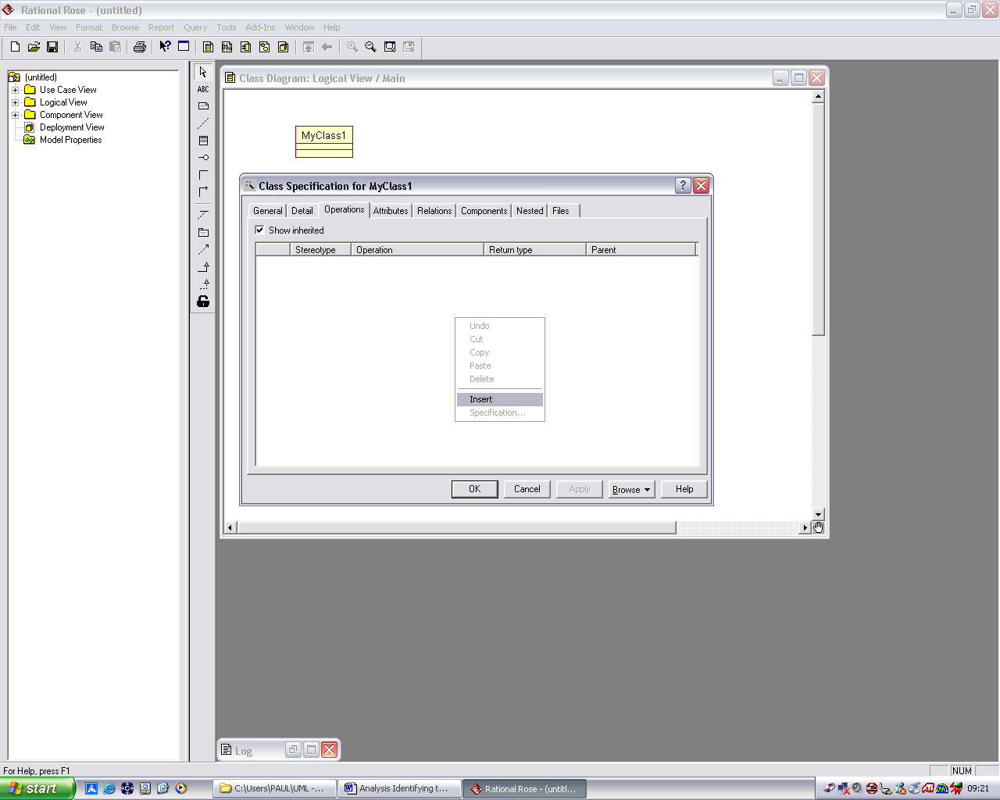 Rational Rose - (untitled)
File Edit View Format Browse Report Query Tools Add-Ins Window Help
ABC
(untitled)
Use Case View
Logical View
Component View
Deployment View
Model Properties
Class Diagram: Logical View / Main
MyClass1
Class Specification for MyClass1
General Detail Operations Attributes Relations Components Nested Files
Show inherited
Stereotype Operation Return type Parent
Undo
Cut
Copy
Paste
Delete
Insert
Specification...
OK Cancel Apply Browse Help
Log
For Help, press F1
NUM
start C:\Users\PAUL\UML -... Analysis Identifying t... Rational Rose - (untitl... 09:21